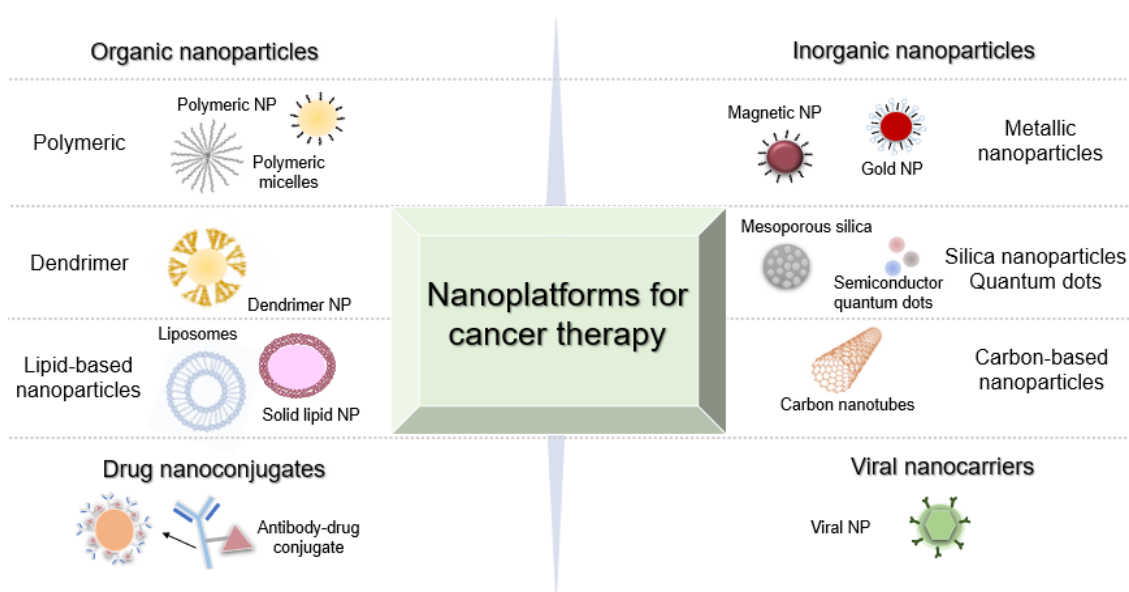 Organic nanoparticles
Polymeric
Polymeric NP
Polymeric
micelles
Dendrimer
Dendrimer NP
Lipid-based
nanoparticles
Liposomes
Solid lipid NP
Drug nanoconjugates
Antibody-drug
conjugate
Nanoplatforms for
cancer therapy
Inorganic nanoparticles
Magnetic NP
Gold NP
Metallic
nanoparticles
Mesoporous silica
Semiconductor
quantum dots
Silica nanoparticles
Quantum dots
Carbon nanotubes
Carbon-based
nanoparticles
Viral nanocarriers
Viral NP